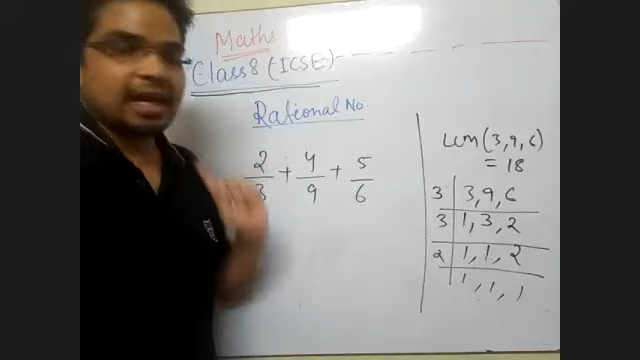 Maths
Class 8 (ICSE)
Rational No.
2/3 + 4/9 + 5/6
LCM (3,9,6)
= 18
3 | 3, 9, 6
3 | 1, 3, 2
2 | 1, 1, 2
1, 1, 1